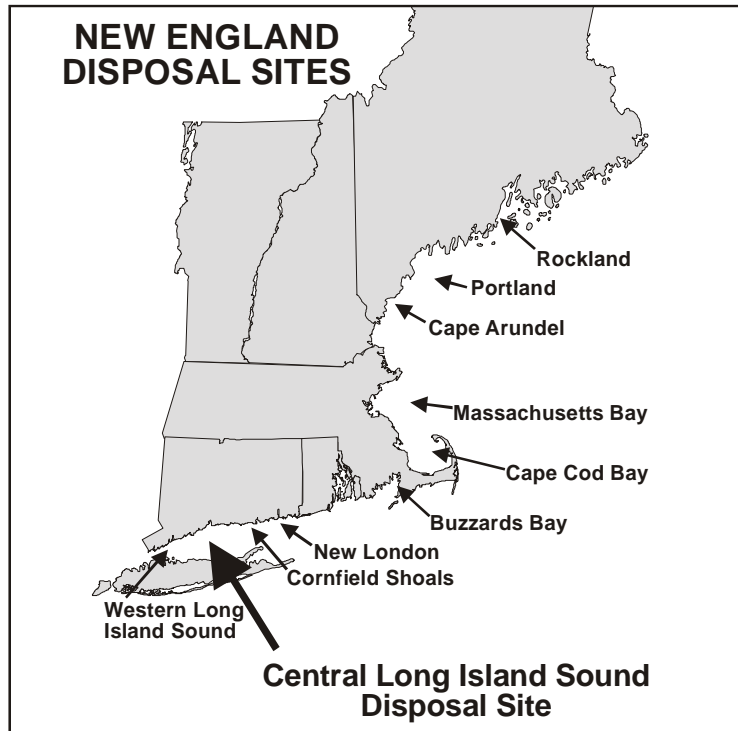 NEW ENGLAND
DISPOSAL SITES
Rockland
Portland
Cape Arundel
Massachusetts Bay
Cape Cod Bay
Buzzards Bay
New London
Cornfield Shoals
Western Long
Island Sound
Central Long Island Sound
Disposal Site